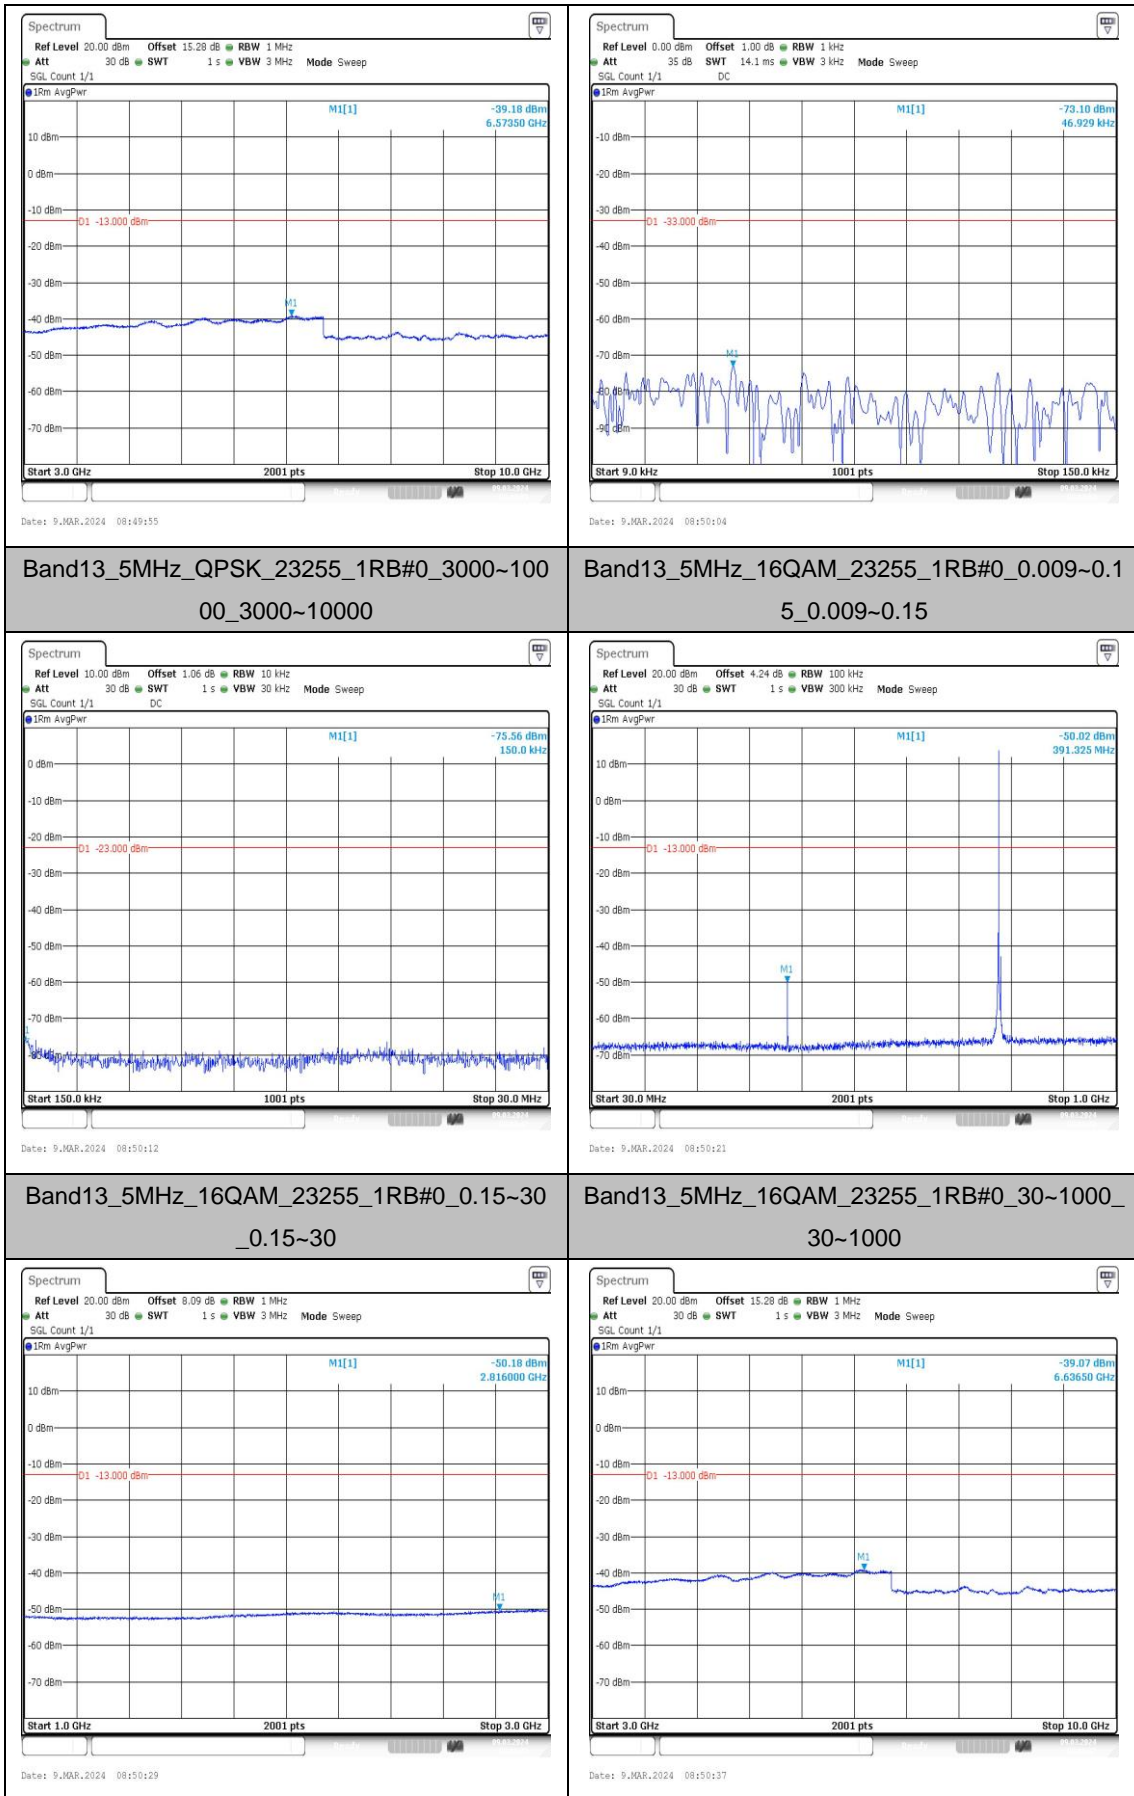 Spectrum
Ref Level 20.00 dBm Offset 15.28 dB RBW 1 MHz
Att 30 dB SWT 1 s VBW 3 MHz Mode Sweep
SGL Count 1/1
1Rm AvgPwr
M1[1] -39.18 dBm
6.57350 GHz
10 dBm
0 dBm
-10 dBm
D1 -13.000 dBm
-20 dBm
-30 dBm
M1
-40 dBm
-50 dBm
-60 dBm
-70 dBm
Start 3.0 GHz 2001 pts Stop 10.0 GHz
Date: 9.MAR.2024 08:49:55
Spectrum
Ref Level 0.00 dBm Offset 1.00 dB RBW 1 kHz
Att 35 dB SWT 14.1 ms VBW 3 kHz Mode Sweep
SGL Count 1/1 DC
1Rm AvgPwr
M1[1] -73.10 dBm
46.929 kHz
-10 dBm
-20 dBm
-30 dBm
D1 -33.000 dBm
-40 dBm
-50 dBm
-60 dBm
-70 dBm
M1
-80 dBm
-90 dBm
Start 9.0 kHz 1001 pts Stop 150.0 kHz
Date: 9.MAR.2024 08:50:04
Band13_5MHz_QPSK_23255_1RB#0_3000~100
00_3000~10000
Band13_5MHz_16QAM_23255_1RB#0_0.009~0.1
5_0.009~0.15
Spectrum
Ref Level 10.00 dBm Offset 1.06 dB RBW 10 kHz
Att 30 dB SWT 1 s VBW 30 kHz Mode Sweep
SGL Count 1/1 DC
1Rm AvgPwr
M1[1] -75.56 dBm
150.0 kHz
0 dBm
-10 dBm
-20 dBm
D1 -23.000 dBm
-30 dBm
-40 dBm
-50 dBm
-60 dBm
-70 dBm
-80 dBm
Start 150.0 kHz 1001 pts Stop 30.0 MHz
Date: 9.MAR.2024 08:50:12
Spectrum
Ref Level 20.00 dBm Offset 4.24 dB RBW 100 kHz
Att 30 dB SWT 1 s VBW 300 kHz Mode Sweep
SGL Count 1/1
1Rm AvgPwr
M1[1] -50.02 dBm
391.325 MHz
10 dBm
0 dBm
-10 dBm
D1 -13.000 dBm
-20 dBm
-30 dBm
-40 dBm
-50 dBm
M1
-60 dBm
-70 dBm
Start 30.0 MHz 2001 pts Stop 1.0 GHz
Date: 9.MAR.2024 08:50:21
Band13_5MHz_16QAM_23255_1RB#0_0.15~30
_0.15~30
Band13_5MHz_16QAM_23255_1RB#0_30~1000_
30~1000
Spectrum
Ref Level 20.00 dBm Offset 8.09 dB RBW 1 MHz
Att 30 dB SWT 1 s VBW 3 MHz Mode Sweep
SGL Count 1/1
1Rm AvgPwr
M1[1] -50.18 dBm
2.816000 GHz
10 dBm
0 dBm
-10 dBm
D1 -13.000 dBm
-20 dBm
-30 dBm
-40 dBm
M1
-50 dBm
-60 dBm
-70 dBm
Start 1.0 GHz 2001 pts Stop 3.0 GHz
Date: 9.MAR.2024 08:50:29
Spectrum
Ref Level 20.00 dBm Offset 15.28 dB RBW 1 MHz
Att 30 dB SWT 1 s VBW 3 MHz Mode Sweep
SGL Count 1/1
1Rm AvgPwr
M1[1] -39.07 dBm
6.63650 GHz
10 dBm
0 dBm
-10 dBm
D1 -13.000 dBm
-20 dBm
-30 dBm
M1
-40 dBm
-50 dBm
-60 dBm
-70 dBm
Start 3.0 GHz 2001 pts Stop 10.0 GHz
Date: 9.MAR.2024 08:50:37